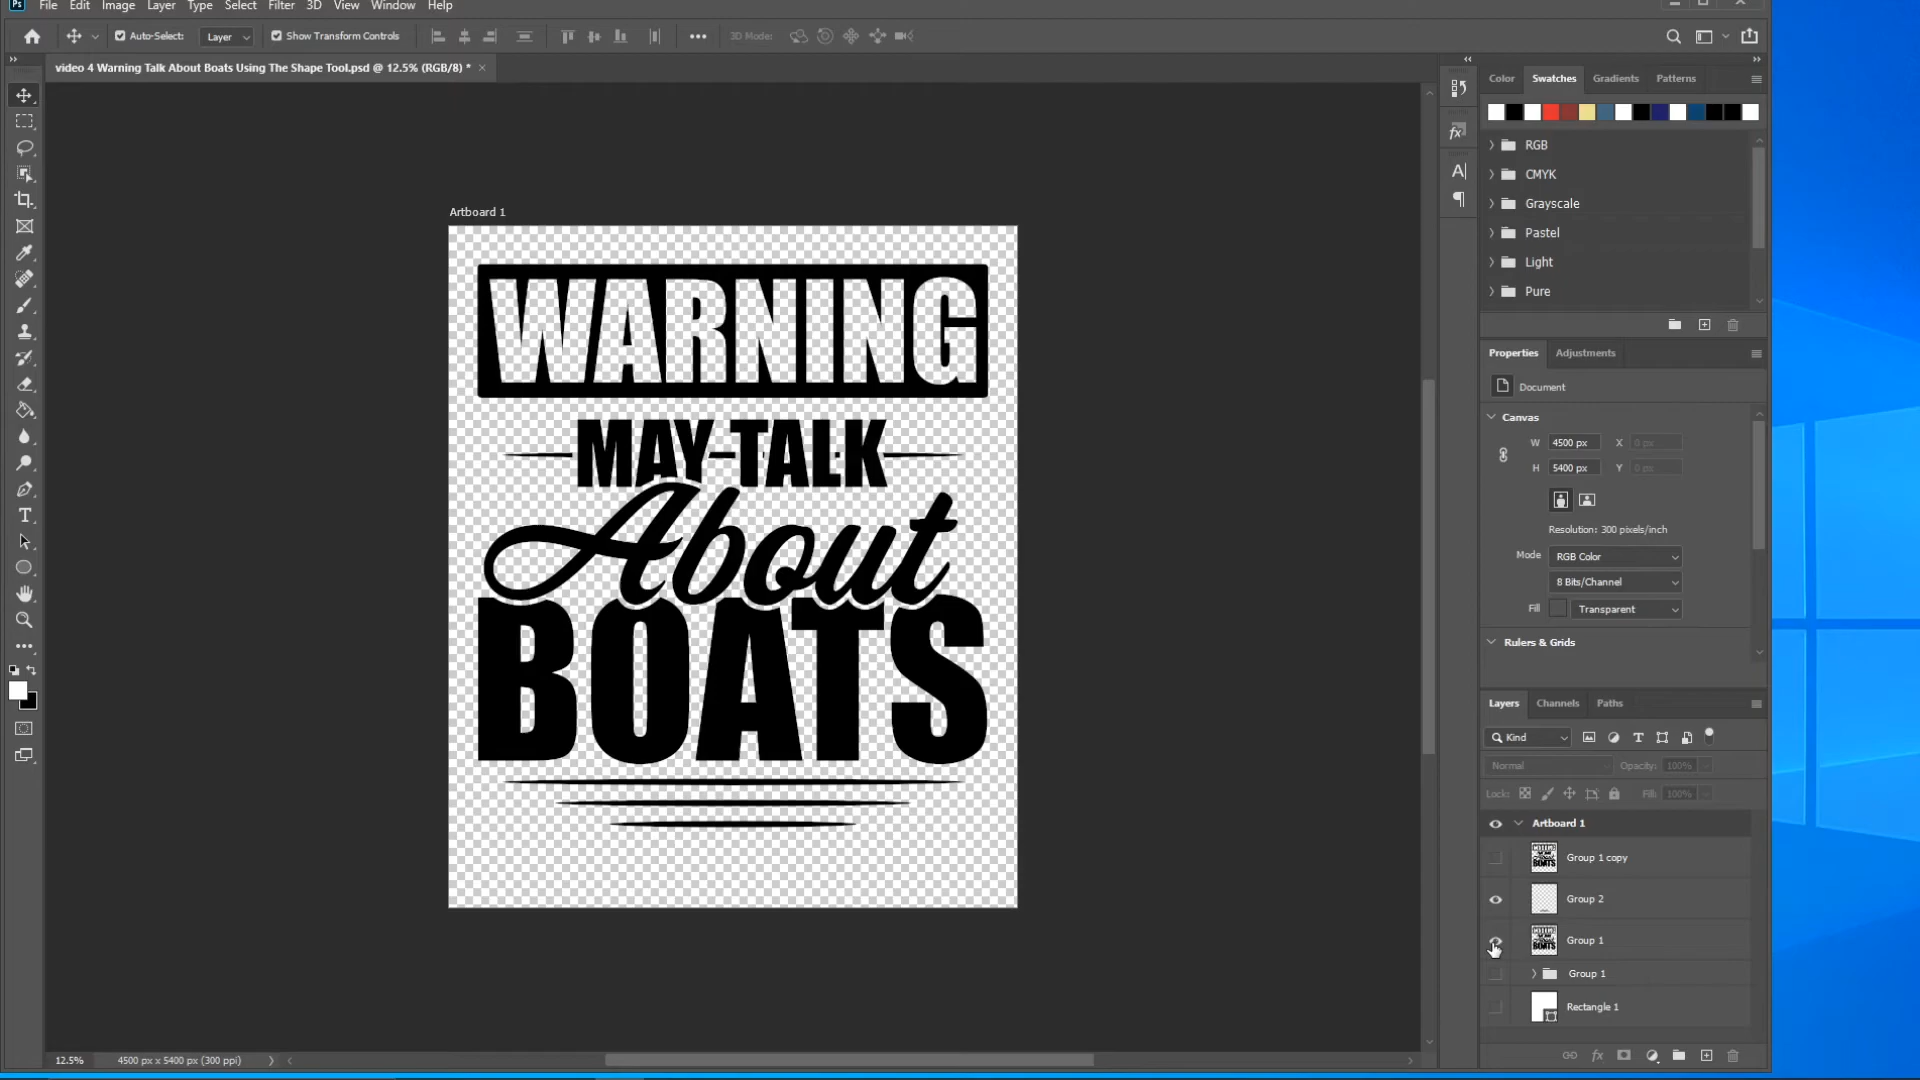 Ps File Edit Image Layer Type Select Filter 3D View Window Help
Auto-Select: Layer Show Transform Controls 3D Mode:
video 4 Warning Talk About Boats Using The Shape Tool.psd @ 12.5% (RGB/8) *
Artboard 1
WARNING
MAY TALK
About
BOATS
12.5% 4500 px x 5400 px (300 ppi)
Color Swatches Gradients Patterns
RGB
CMYK
Grayscale
Pastel
Light
Pure
Properties Adjustments
Document
Canvas
W 4500 px X 0 px
H 5400 px Y 0 px
Resolution: 300 pixels/inch
Mode RGB Color
8 Bits/Channel
Fill Transparent
Rulers & Grids
Layers Channels Paths
Kind
Normal Opacity: 100%
Lock: Fill: 100%
Artboard 1
Group 1 copy
Group 2
Group 1
Group 1
Rectangle 1